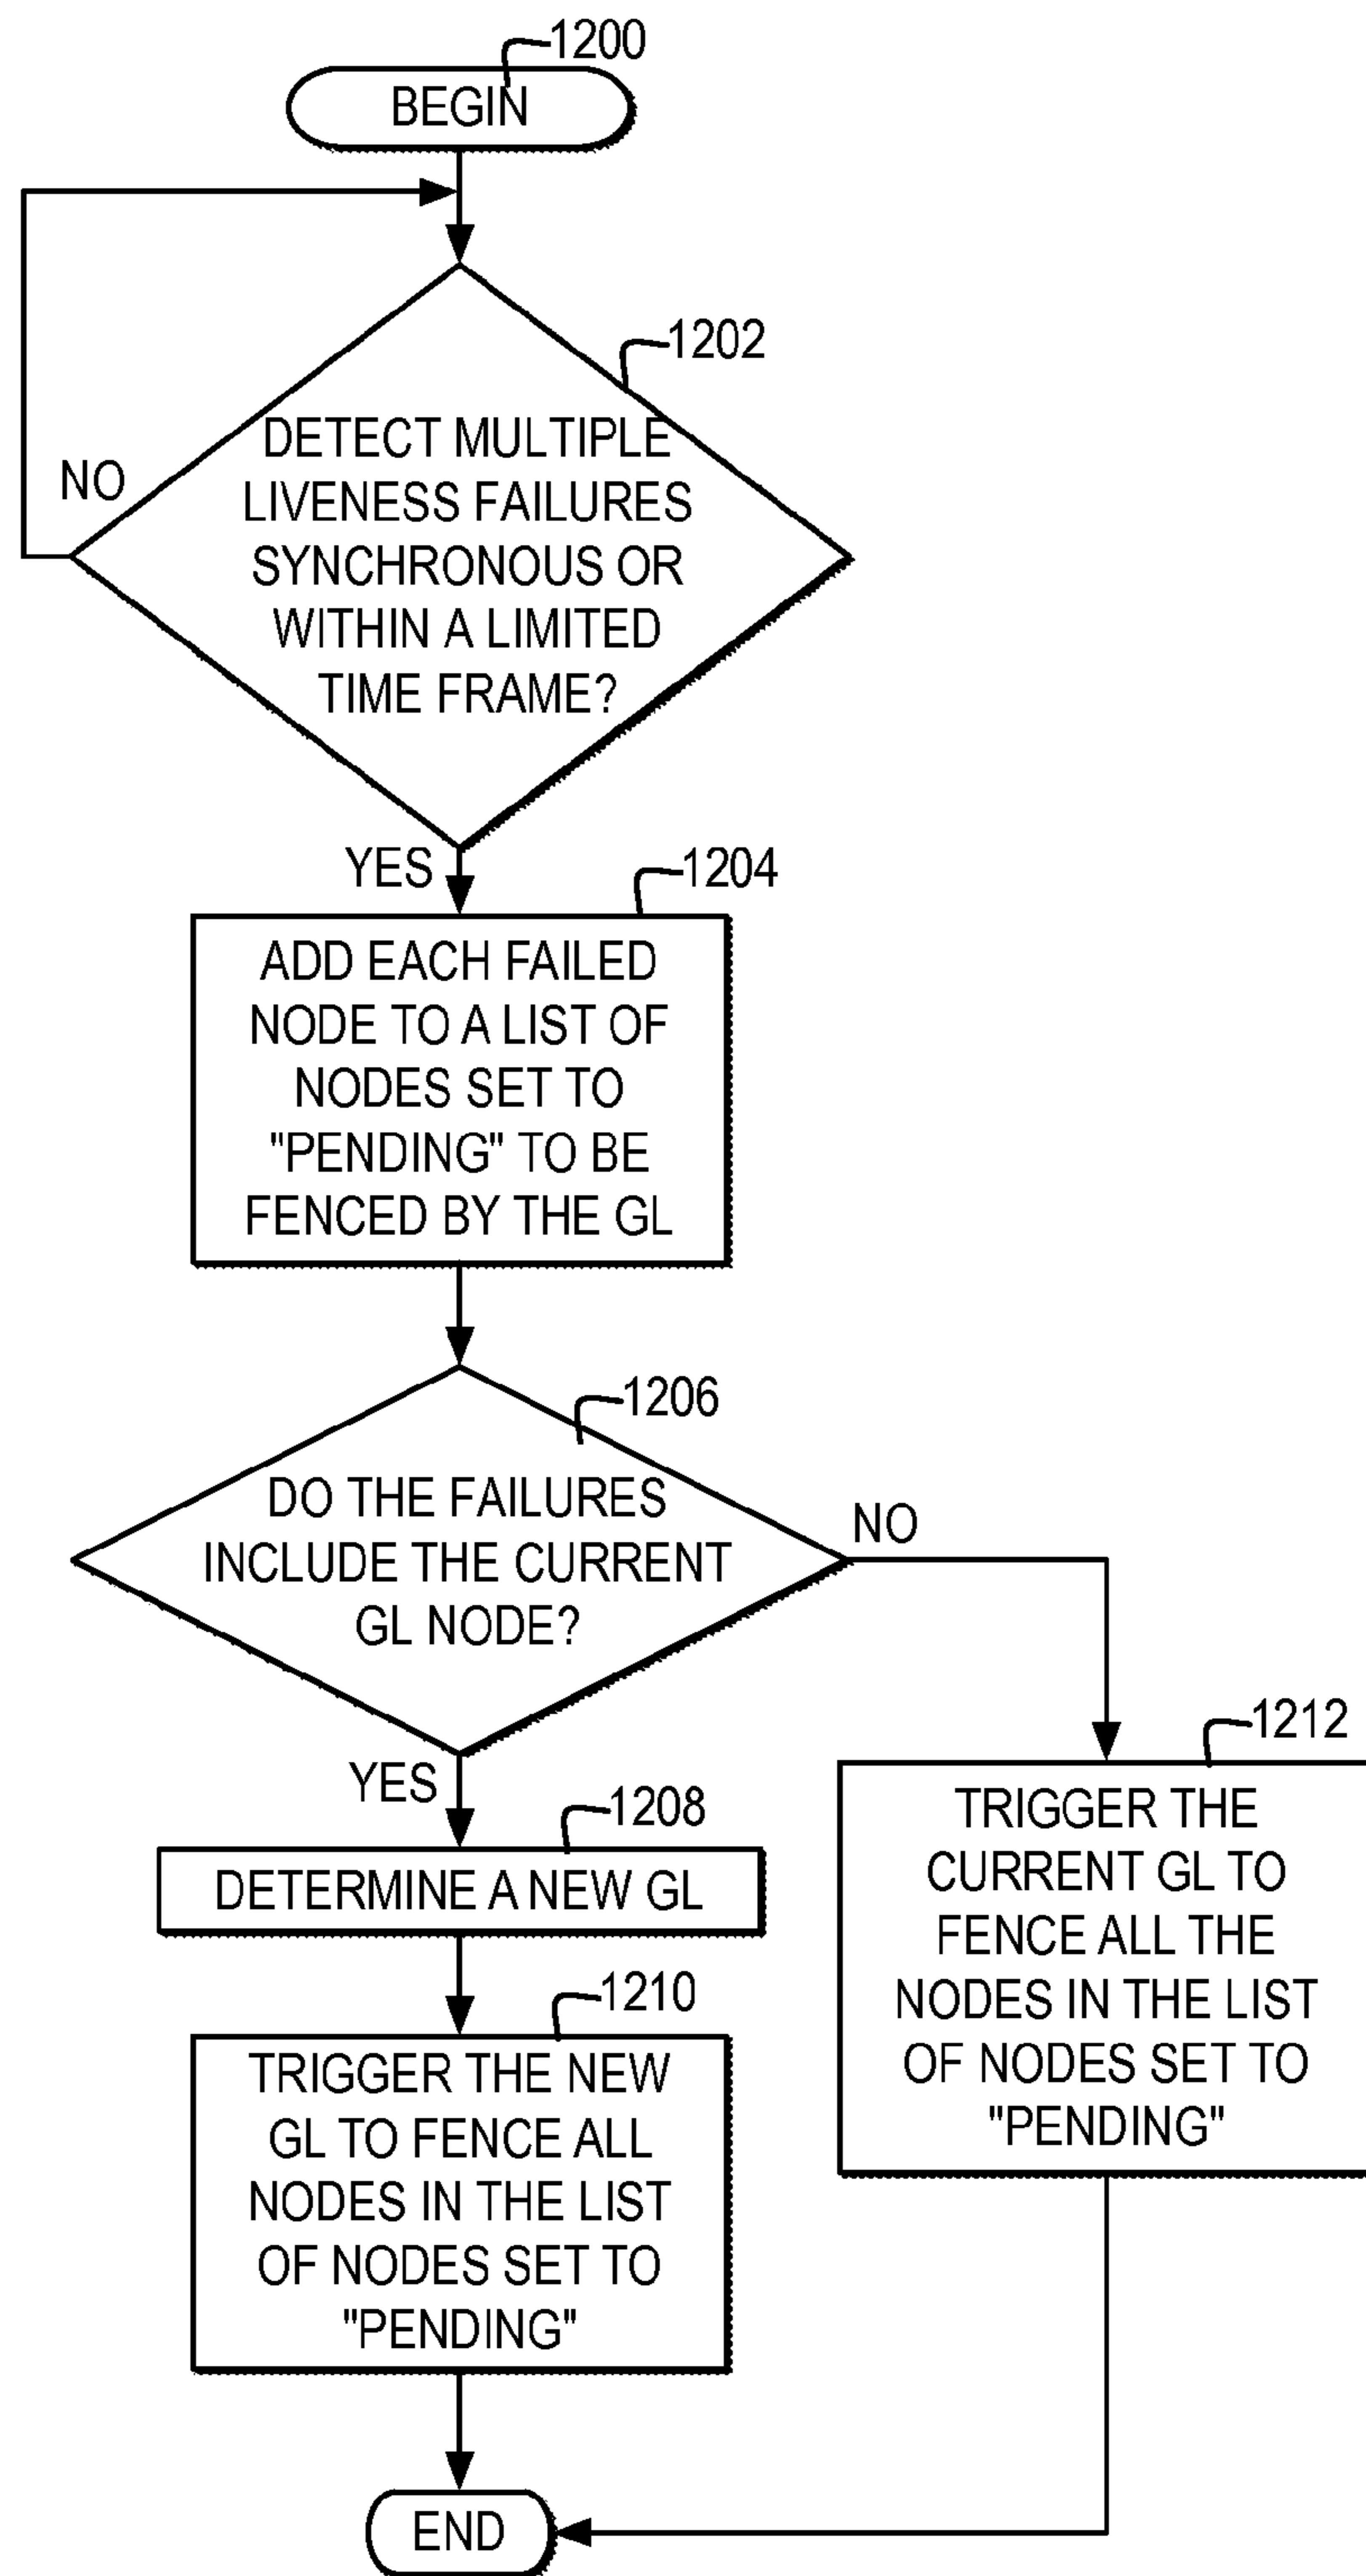 1200
BEGIN
1202
DETECT MULTIPLE
LIVENESS FAILURES
SYNCHRONOUS OR
WITHIN A LIMITED
TIME FRAME?
NO
YES
1204
ADD EACH FAILED
NODE TO A LIST OF
NODES SET TO
"PENDING" TO BE
FENCED BY THE GL
1206
DO THE FAILURES
INCLUDE THE CURRENT
GL NODE?
NO
YES
1208
DETERMINE A NEW GL
1210
TRIGGER THE NEW
GL TO FENCE ALL
NODES IN THE LIST
OF NODES SET TO
"PENDING"
1212
TRIGGER THE
CURRENT GL TO
FENCE ALL THE
NODES IN THE LIST
OF NODES SET TO
"PENDING"
END